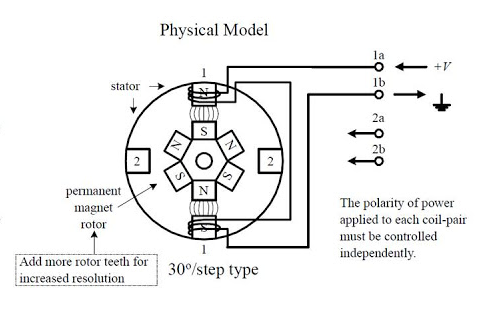 Physical Model
1a
+V
1
1b
stator
N
2a
S
N
N
2b
2
2
S
S
N
permanent
magnet
rotor
S
1
The polarity of power
applied to each coil-pair
must be controlled
independently.
Add more rotor teeth for
increased resolution
30º/step type